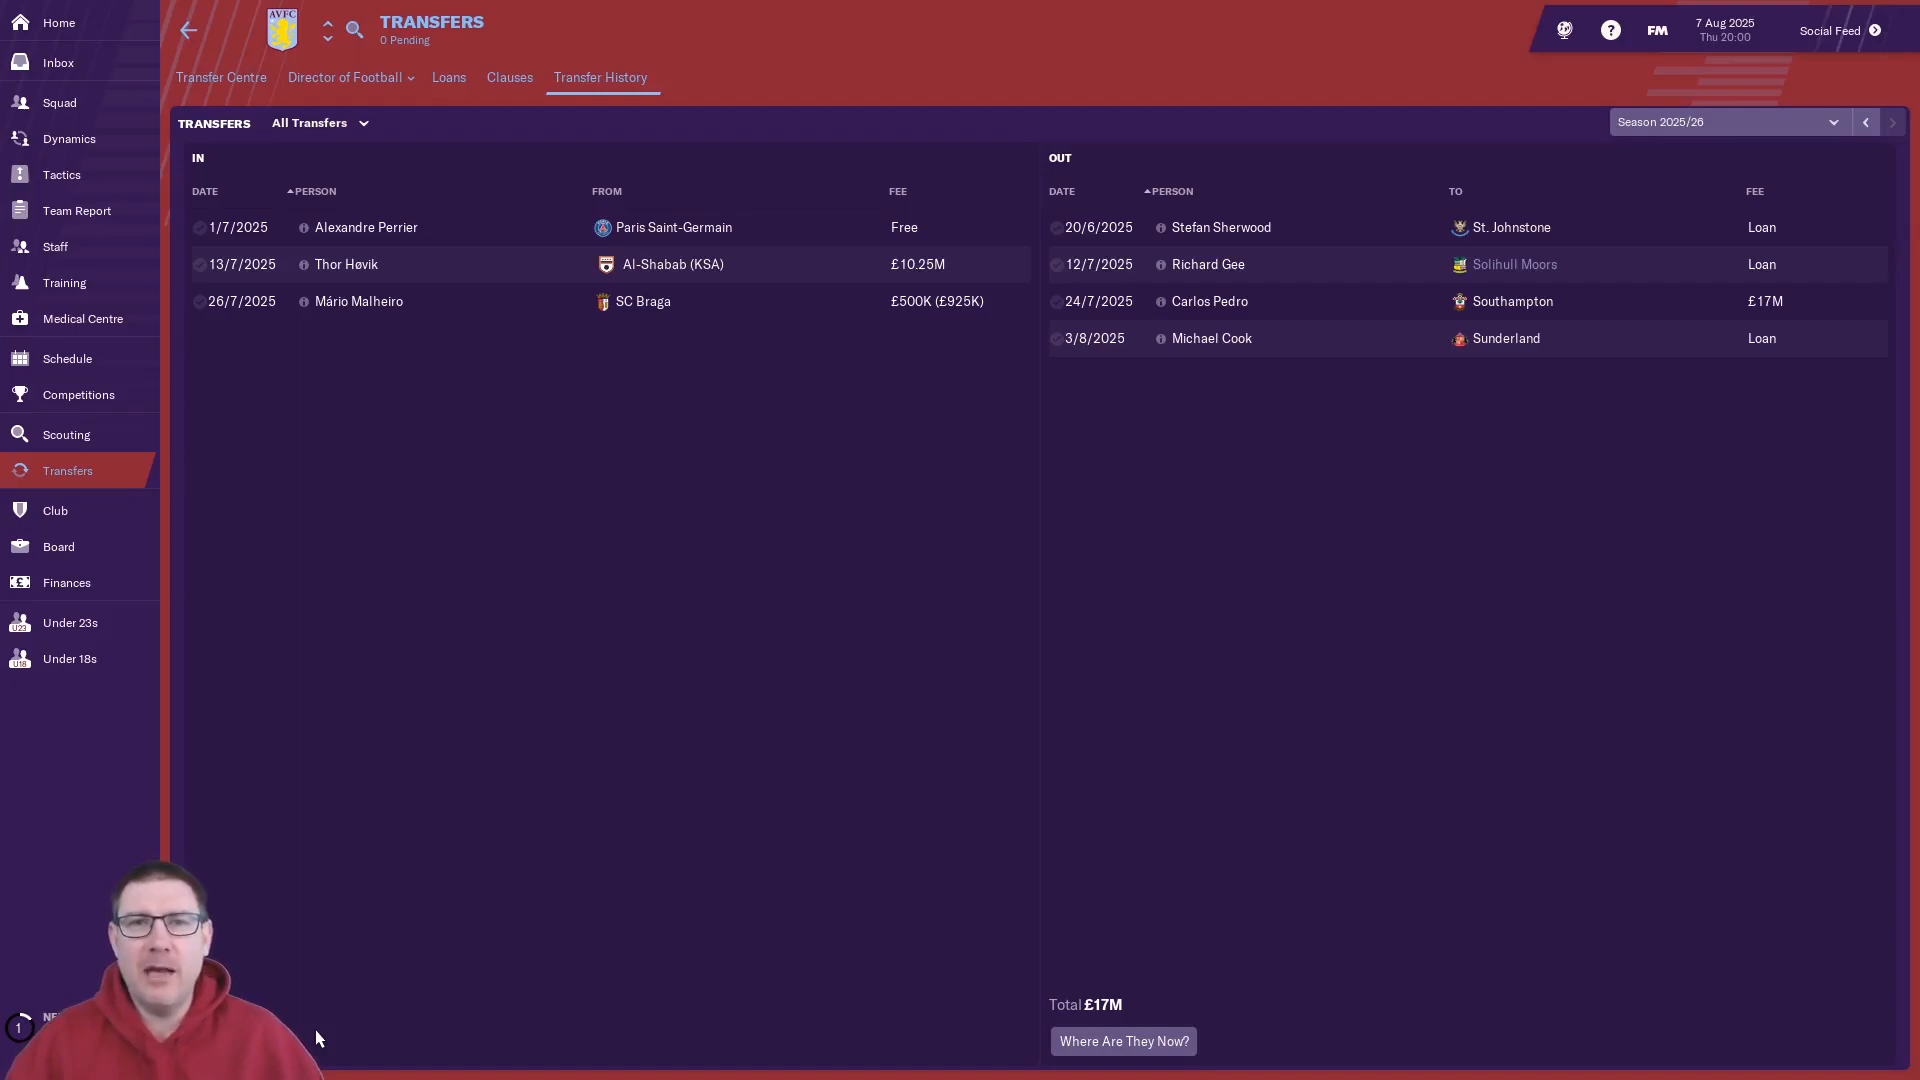 Home
Inbox
Squad
Dynamics
Tactics
Team Report
Staff
Training
Medical Centre
Schedule
Competitions
Scouting
Transfers
Club
Board
Finances
U23
Under 23s
U18
Under 18s
1
AVFC
TRANSFERS
0 Pending
?
FM
7 Aug 2025
Thu 20:00
Social Feed
Transfer Centre
Director of Football
Loans
Clauses
Transfer History
TRANSFERS
All Transfers
Season 2025/26
IN
DATE PERSON FROM FEE
1/7/2025 Alexandre Perrier Paris Saint-Germain Free
13/7/2025 Thor Høvik Al-Shabab (KSA) £10.25M
26/7/2025 Mário Malheiro SC Braga £500K (£925K)
OUT
DATE PERSON TO FEE
20/6/2025 Stefan Sherwood St. Johnstone Loan
12/7/2025 Richard Gee Solihull Moors Loan
24/7/2025 Carlos Pedro Southampton £17M
3/8/2025 Michael Cook Sunderland Loan
Total £17M
Where Are They Now?